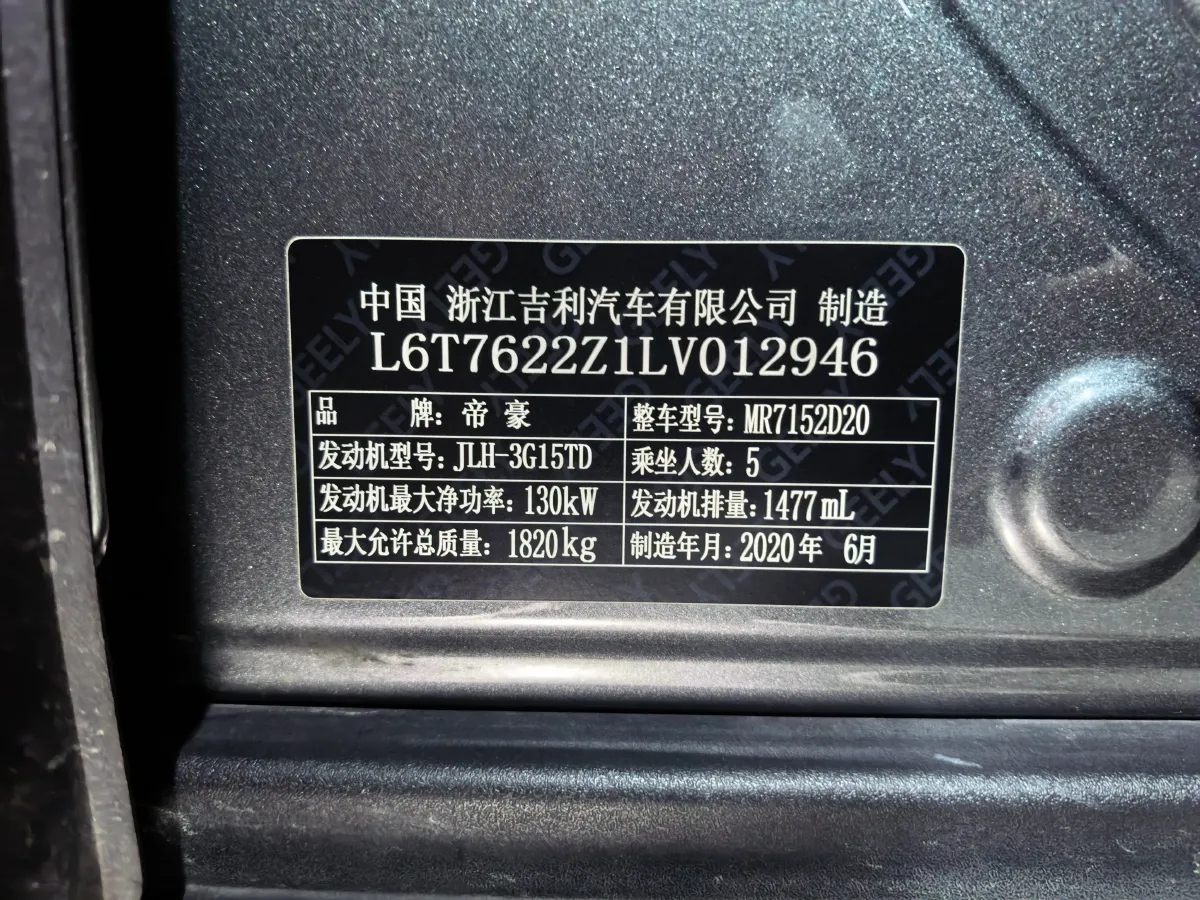 中国 浙江吉利汽车有限公司 制造
L6T7622Z1LV012946
品 牌: 帝豪 整车型号: MR7152D20
发动机型号: JLH-3G15TD 乘坐人数: 5
发动机最大净功率: 130kW 发动机排量: 1477mL
最大允许总质量: 1820kg 制造年月: 2020年 6月
GEELY